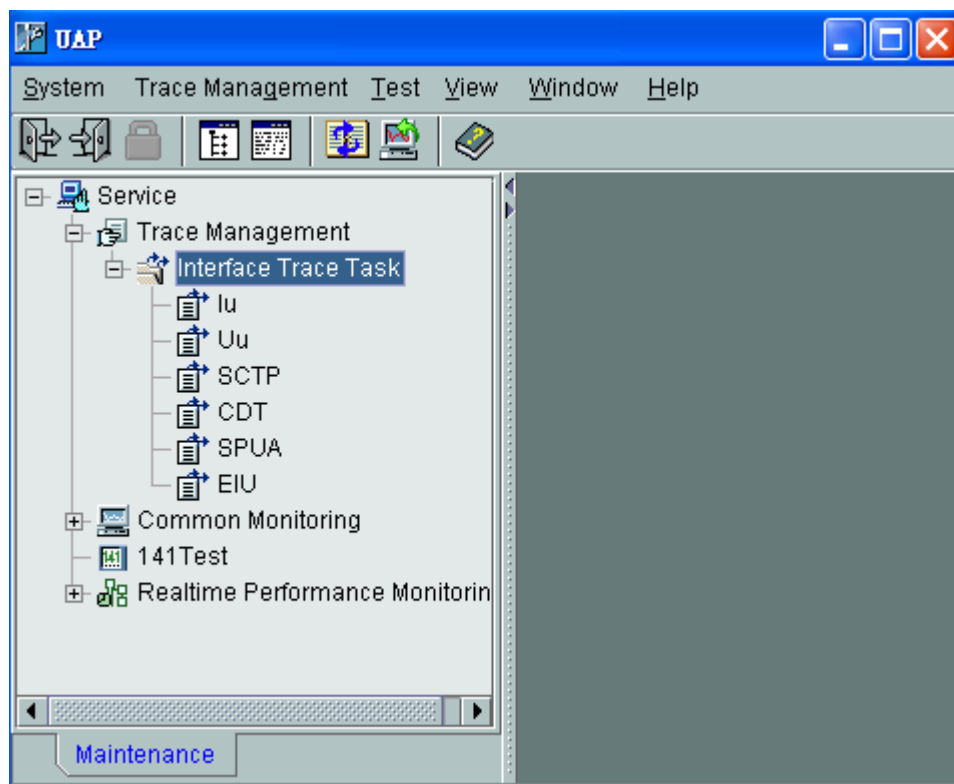 UAP
System Trace Management Test View Window Help
Service
Trace Management
Interface Trace Task
Iu
Uu
SCTP
CDT
SPUA
EIU
Common Monitoring
141 141Test
Realtime Performance Monitorin
Maintenance